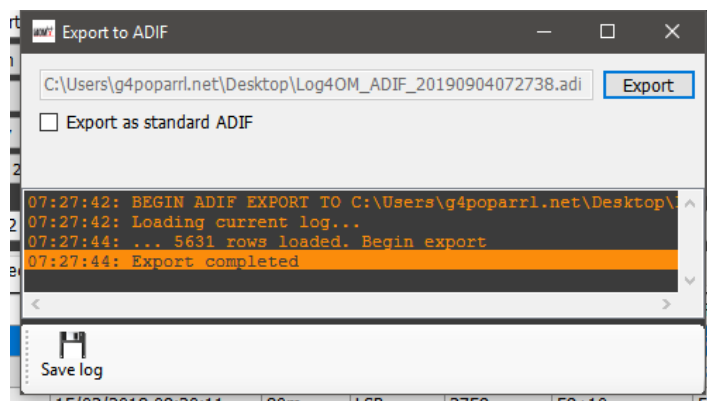 Export to ADIF
C:\Users\g4poparrl.net\Desktop\Log4OM_ADIF_20190904072738.adi Export
Export as standard ADIF
07:27:42: BEGIN ADIF EXPORT TO C:\Users\g4poparrl.net\Desktop\
07:27:42: Loading current log...
07:27:44: ... 5631 rows loaded. Begin export
07:27:44: Export completed
Save log